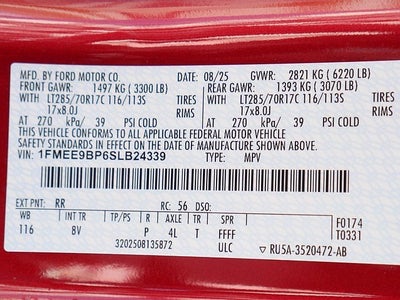 MFD. BY FORD MOTOR CO. 08/25 GVWR: 2821 KG ( 6220 LB)
FRONT GAWR: 1497 KG ( 3300 LB) REAR GAWR: 1393 KG ( 3070 LB)
WITH LT285/70R17C 116/113S TIRES WITH LT285/70R17C 116/113S TIRES
17x8.0J RIMS 17x8.0J RIMS
AT 270 kPa/ 39 PSI COLD AT 270 kPa/ 39 PSI COLD
THIS VEHICLE CONFORMS TO ALL APPLICABLE FEDERAL MOTOR VEHICLE
SAFETY STANDARDS IN EFFECT ON THE DATE OF MANUFACTURE SHOWN ABOVE.
VIN: 1FMEE9BP6SLB24339 TYPE: MPV
EXT PNT: RR RC: 56 DSO:
WB INT TR TP/PS R AXLE TR SPR F0174
116 8V P 4L T FFRR T0331
3202508135872 ULC RU5A-3520472-AB